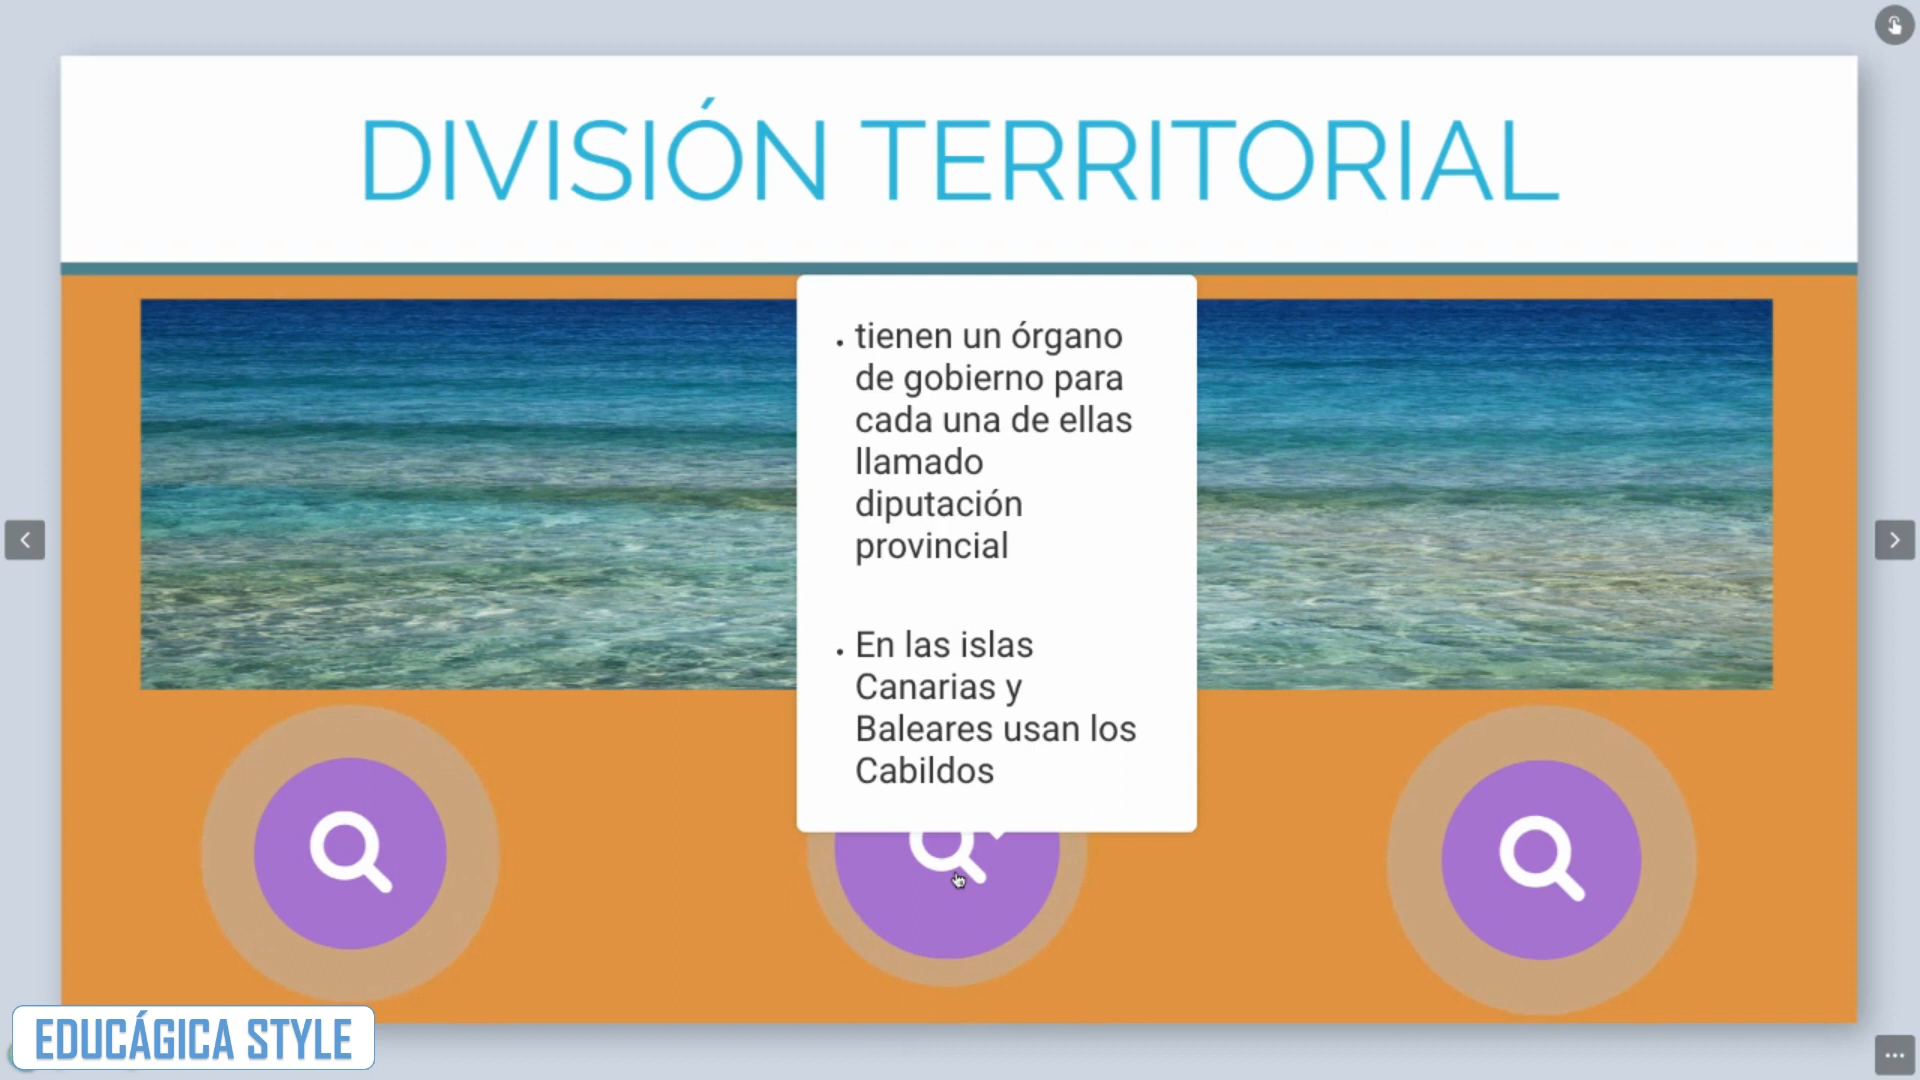 DIVISIÓN TERRITORIAL
• tienen un órgano
de gobierno para
cada una de ellas
llamado
diputación
provincial
• En las islas
Canarias y
Baleares usan los
Cabildos
EDUCÁGICA STYLE